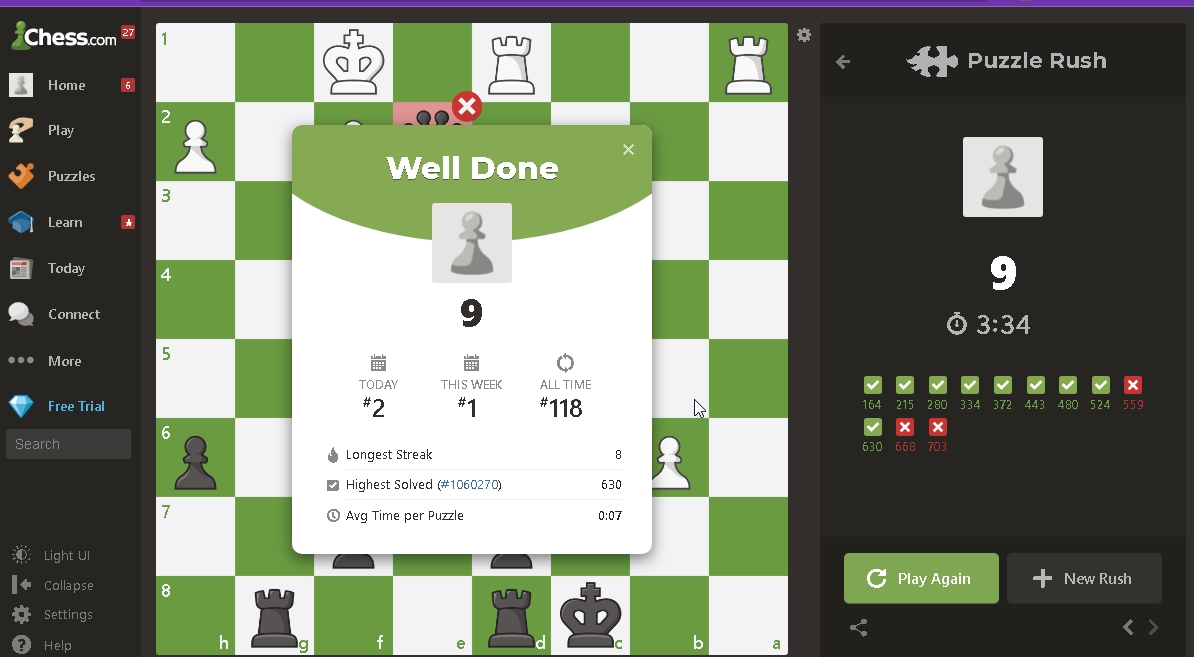 Chess.com 27
Home 6
Play
Puzzles
Learn
Today
Connect
More
Free Trial
Search
Light UI
Collapse
Settings
Help
1
2
3
4
5
6
7
8
h g f e d c b a
Well Done
9
TODAY THIS WEEK ALL TIME
#2 #1 #118
Longest Streak 8
Highest Solved (#1060270) 630
Avg Time per Puzzle 0:07
Puzzle Rush
9
3:34
164 215 280 334 372 443 480 524 559
630 668 703
Play Again New Rush